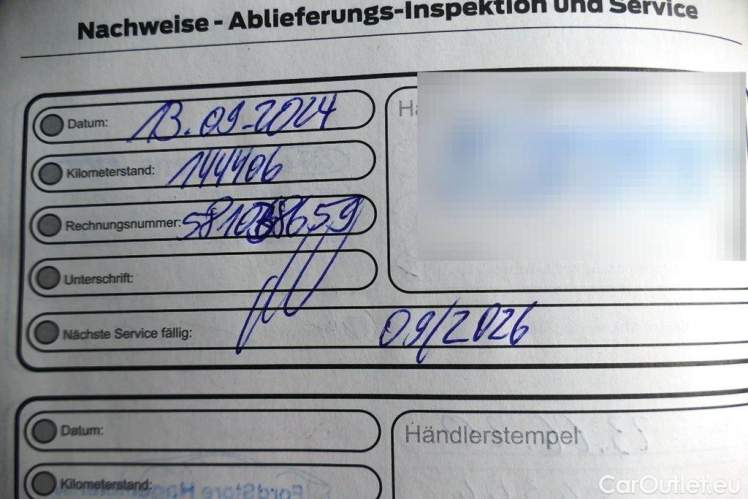 Nachweise - Ablieferungs-Inspektion und Service
Datum: 13.09.2024
Kilometerstand: 144406
Rechnungsnummer:
Unterschrift:
Nächste Service fällig: 09/2026
Datum:
Händlerstempel
Kilometerstand:
CarOutlet.eu